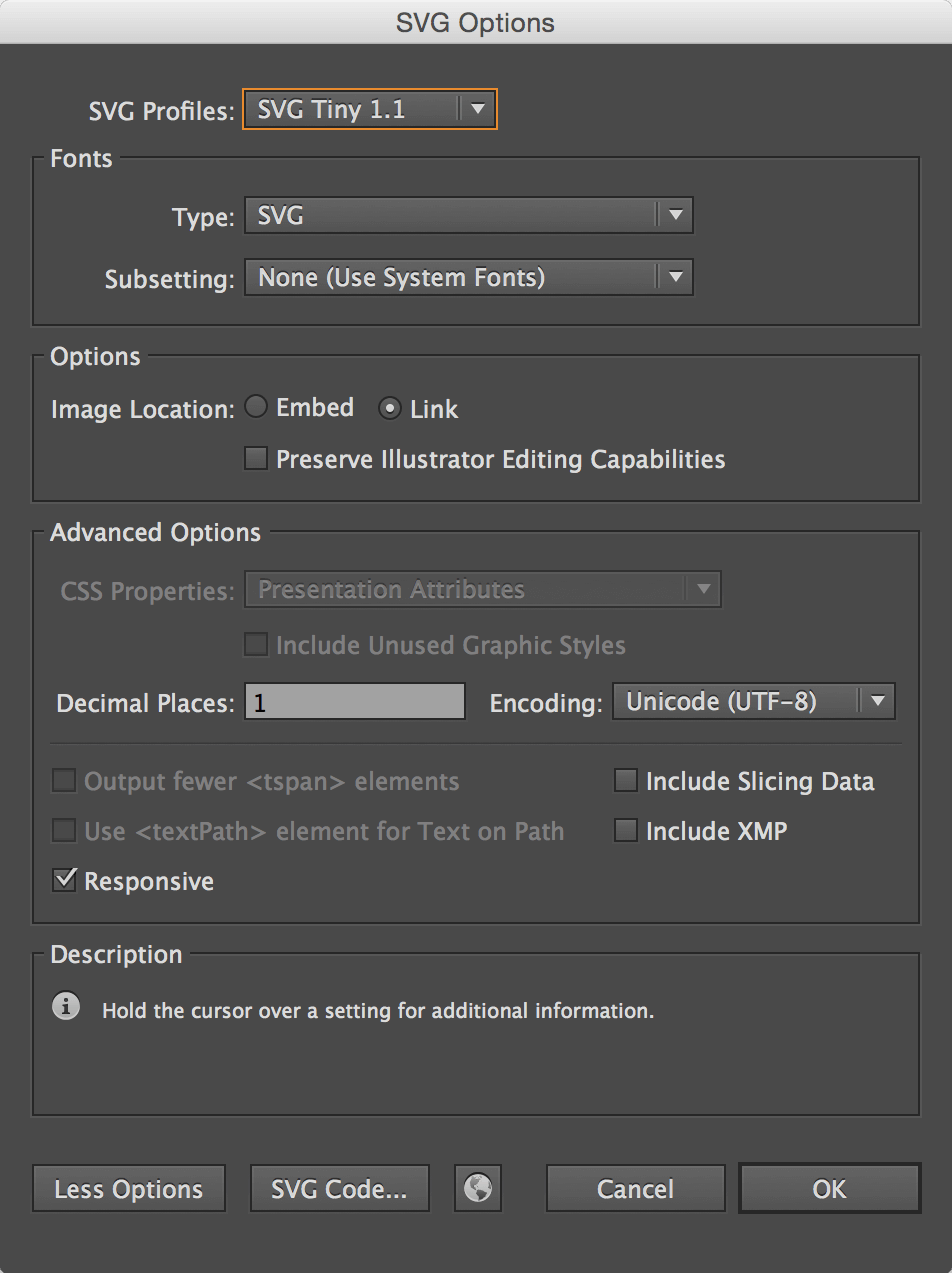 SVG Options
SVG Profiles: SVG Tiny 1.1
Fonts
Type: SVG
Subsetting: None (Use System Fonts)
Options
Image Location: Embed Link
Preserve Illustrator Editing Capabilities
Advanced Options
CSS Properties: Presentation Attributes
Include Unused Graphic Styles
Decimal Places: 1 Encoding: Unicode (UTF-8)
Output fewer <tspan> elements Include Slicing Data
Use <textPath> element for Text on Path Include XMP
Responsive
Description
Hold the cursor over a setting for additional information.
Less Options SVG Code... Cancel OK